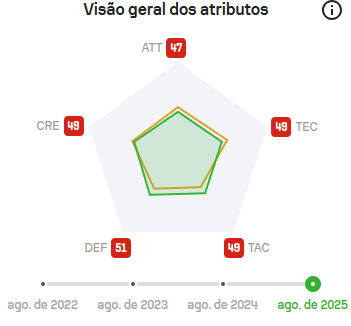 Visão geral dos atributos
ATT 47
CRE 49
49 TEC
DEF 51
49 TAC
ago. de 2022 ago. de 2023 ago. de 2024 ago. de 2025